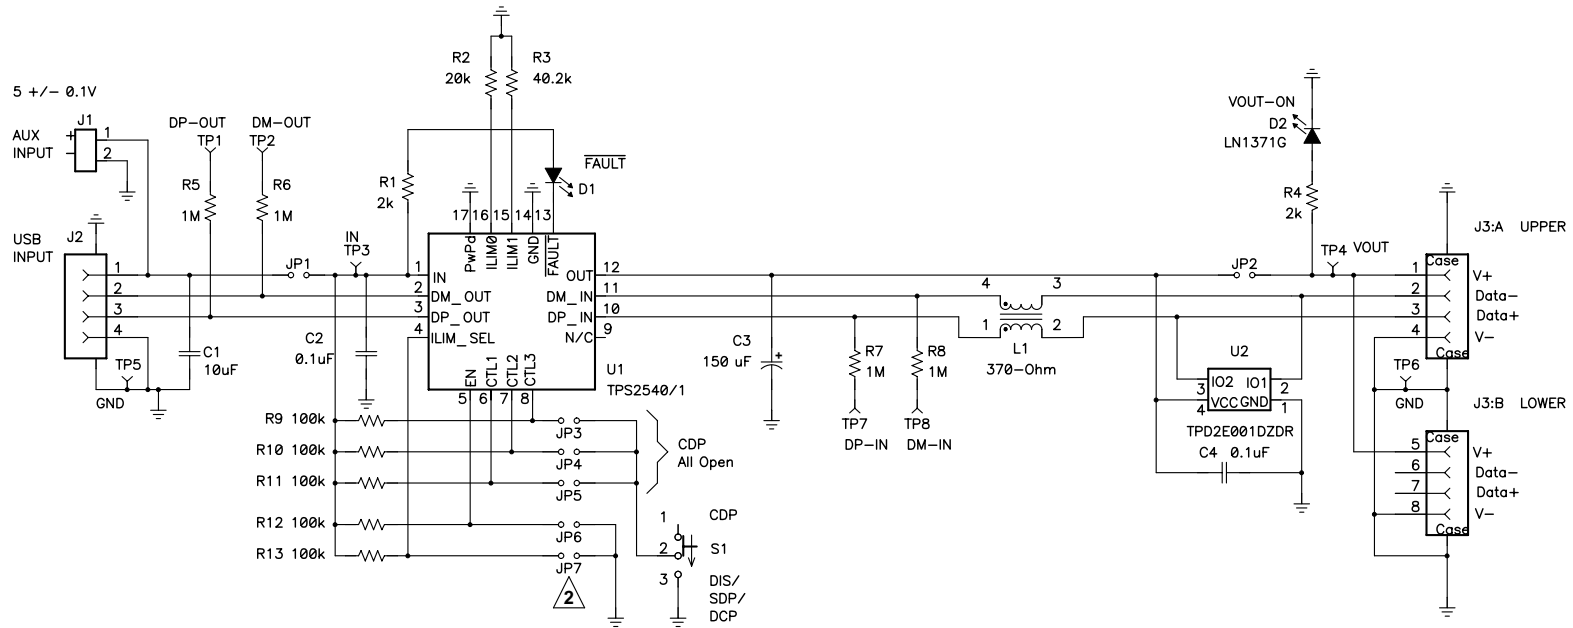 5 +/- 0.1V
AUX
INPUT
J1
+
-
1
2
USB
INPUT
J2
1
2
3
4
DP-OUT
TP1
DM-OUT
TP2
R5
1M
R6
1M
IN
TP3
JP1
C1
10uF
C2
0.1uF
TP5
GND
R1
2k
R2
20k
R3
40.2k
FAULT
D1
17
16
15
14
13
PwPd
ILIM0
ILIM1
GND
FAULT
1 IN
2 DM_OUT
3 DP_OUT
4 ILIM_SEL
12 OUT
11 DM_IN
10 DP_IN
9 N/C
EN
CTL1
CTL2
CTL3
5
6
7
8
U1
TPS2540/1
R9 100k
R10 100k
R11 100k
R12 100k
R13 100k
JP3
JP4
JP5
JP6
JP7
2
CDP
All Open
1
CDP
2
S1
3
DIS/
SDP/
DCP
C3
150 uF
+
R7
1M
R8
1M
TP7
DP-IN
TP8
DM-IN
4
3
1
2
L1
370-Ohm
U2
IO2 IO1
VCC GND
3
4
2
1
TPD2E001DZDR
C4 0.1uF
VOUT-ON
D2
LN1371G
R4
2k
JP2
TP4 VOUT
J3:A UPPER
Case
1 V+
2 Data-
3 Data+
4 V-
Case
TP6
GND
J3:B LOWER
Case
5 V+
6 Data-
7 Data+
8 V-
Case